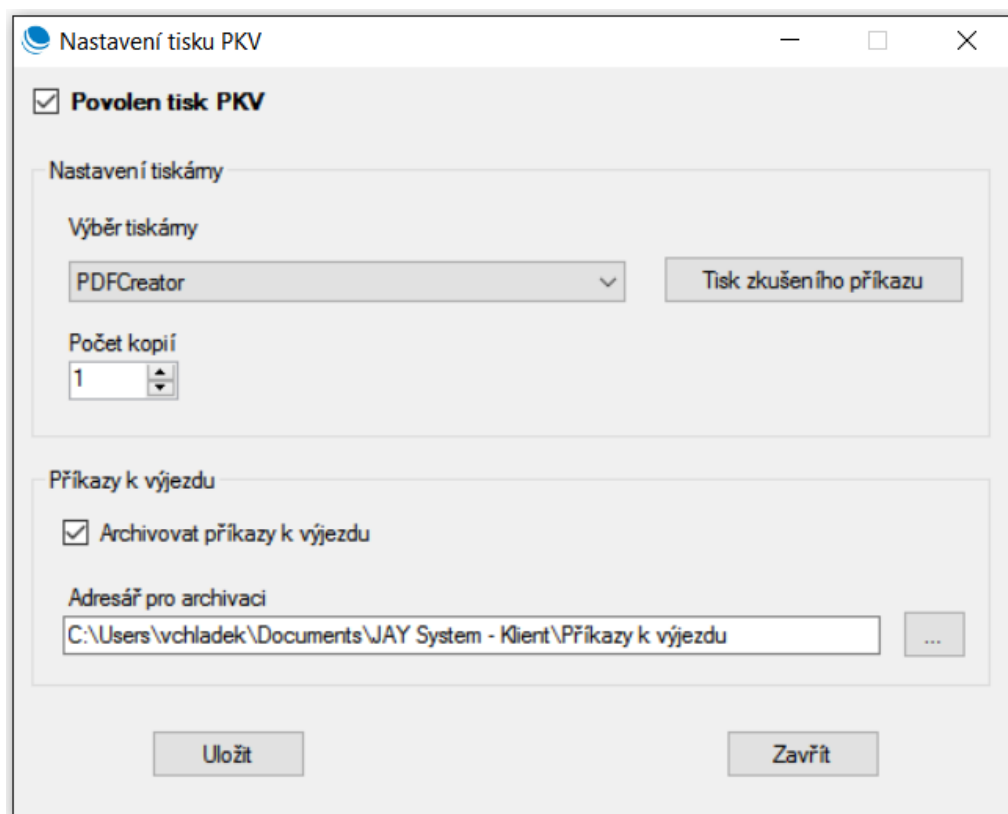 Nastavení tisku PKV
Povolen tisk PKV
Nastavení tiskárny
Výběr tiskárny
PDFCreator
Tisk zkušeního příkazu
Počet kopií
1
Příkazy k výjezdu
Archivovat příkazy k výjezdu
Adresář pro archivaci
C:\Users\vchladek\Documents\JAY System - Klient\Příkazy k výjezdu
...
Uložit
Zavřít